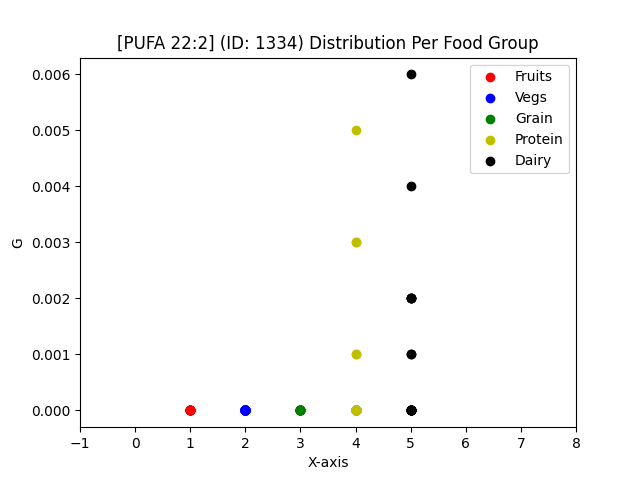 [PUFA 22:2] (ID: 1334) Distribution Per Food Group
0.006
0.005
0.004
0.003
0.002
0.001
0.000
G
Fruits
Vegs
Grain
Protein
Dairy
−1 0 1 2 3 4 5 6 7 8
X-axis